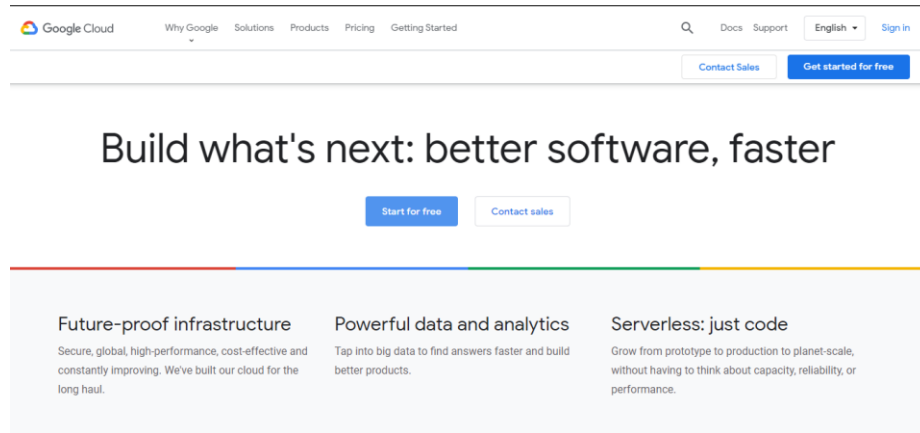 Google Cloud Why Google Solutions Products Pricing Getting Started Docs Support English Sign in
Contact Sales Get started for free
Build what's next: better software, faster
Start for free Contact sales
Future-proof infrastructure
Secure, global, high-performance, cost-effective and
constantly improving. We've built our cloud for the
long haul.
Powerful data and analytics
Tap into big data to find answers faster and build
better products.
Serverless: just code
Grow from prototype to production to planet-scale,
without having to think about capacity, reliability, or
performance.